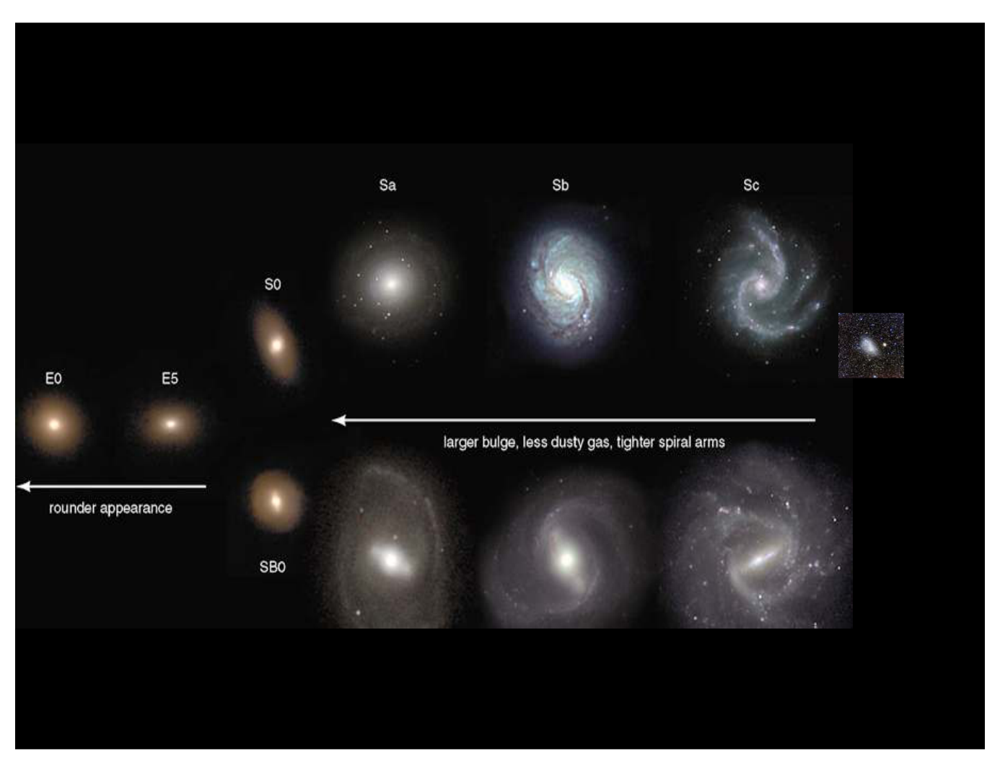 Sa
Sb
Sc
S0
E0
E5
larger bulge, less dusty gas, tighter spiral arms
rounder appearance
SB0